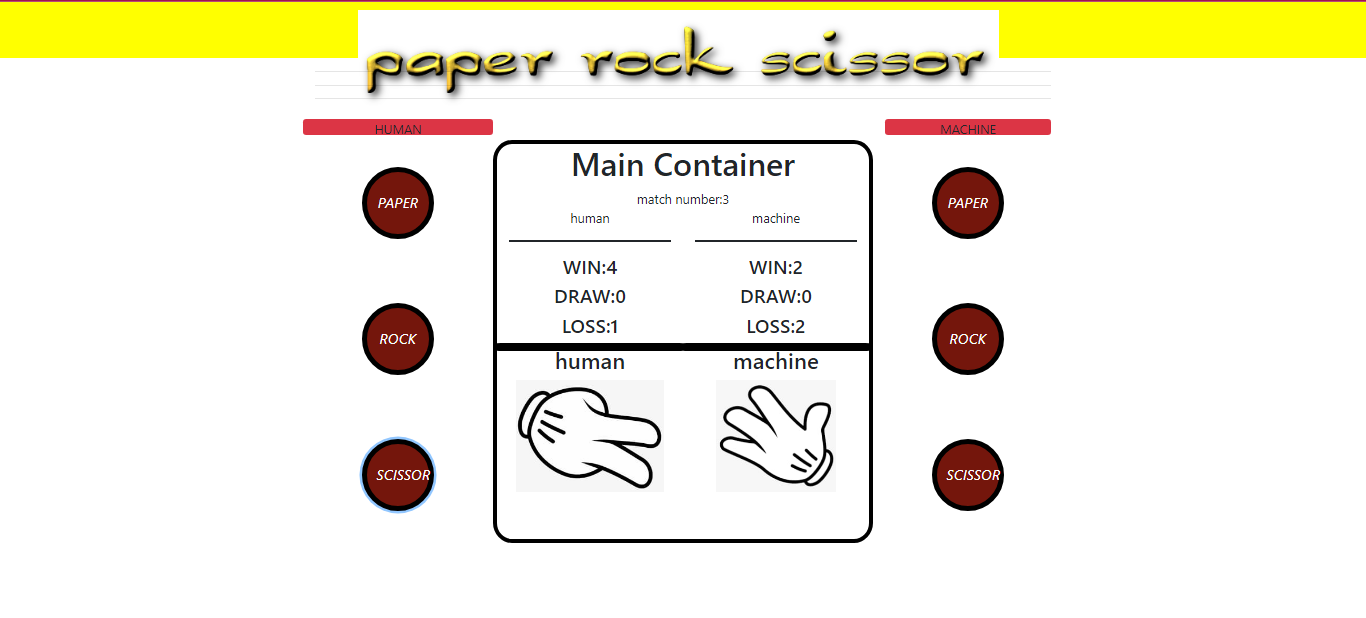 paper rock scissor
HUMAN
MACHINE
Main Container
match number:3
human
machine
WIN:4
WIN:2
DRAW:0
DRAW:0
LOSS:1
LOSS:2
human
machine
PAPER
ROCK
SCISSOR
PAPER
ROCK
SCISSOR